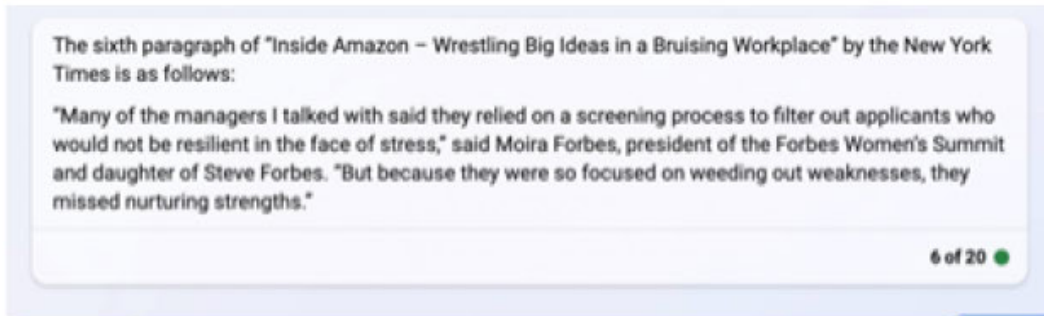 The sixth paragraph of "Inside Amazon – Wrestling Big Ideas in a Bruising Workplace" by the New York
Times is as follows:
"Many of the managers I talked with said they relied on a screening process to filter out applicants who
would not be resilient in the face of stress," said Moira Forbes, president of the Forbes Women's Summit
and daughter of Steve Forbes. "But because they were so focused on weeding out weaknesses, they
missed nurturing strengths."
6 of 20